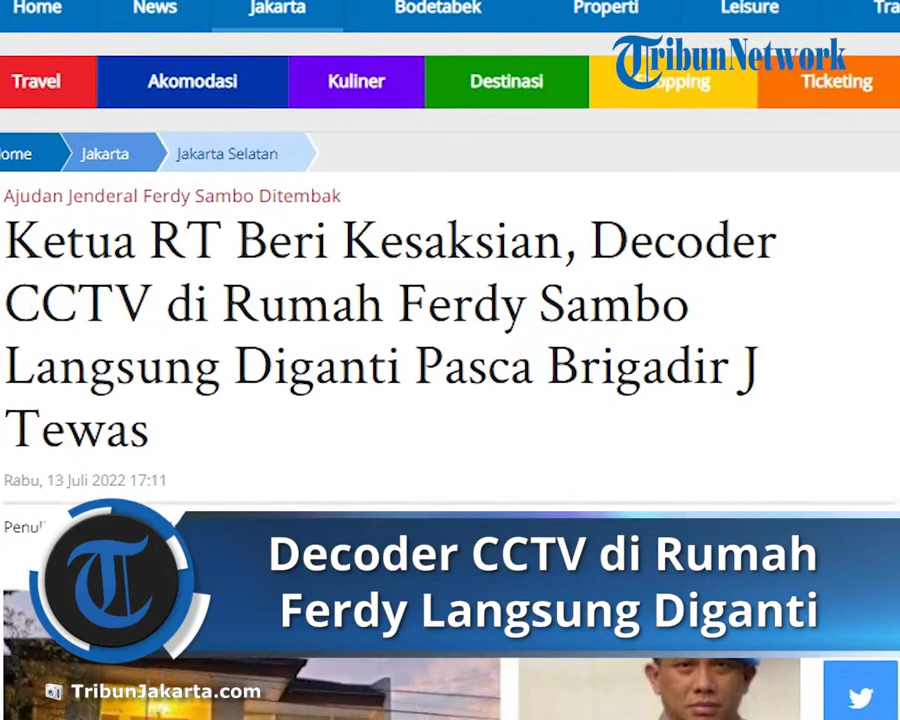 Home News Jakarta Bodetabek Properti Leisure
TribunNetwork
Travel Akomodasi Kuliner Destinasi Shopping Ticketing
ome Jakarta Jakarta Selatan
Ajudan Jenderal Ferdy Sambo Ditembak
Ketua RT Beri Kesaksian, Decoder
CCTV di Rumah Ferdy Sambo
Langsung Diganti Pasca Brigadir J
Tewas
Rabu, 13 Juli 2022 17:11
Decoder CCTV di Rumah
Ferdy Langsung Diganti
TribunJakarta.com